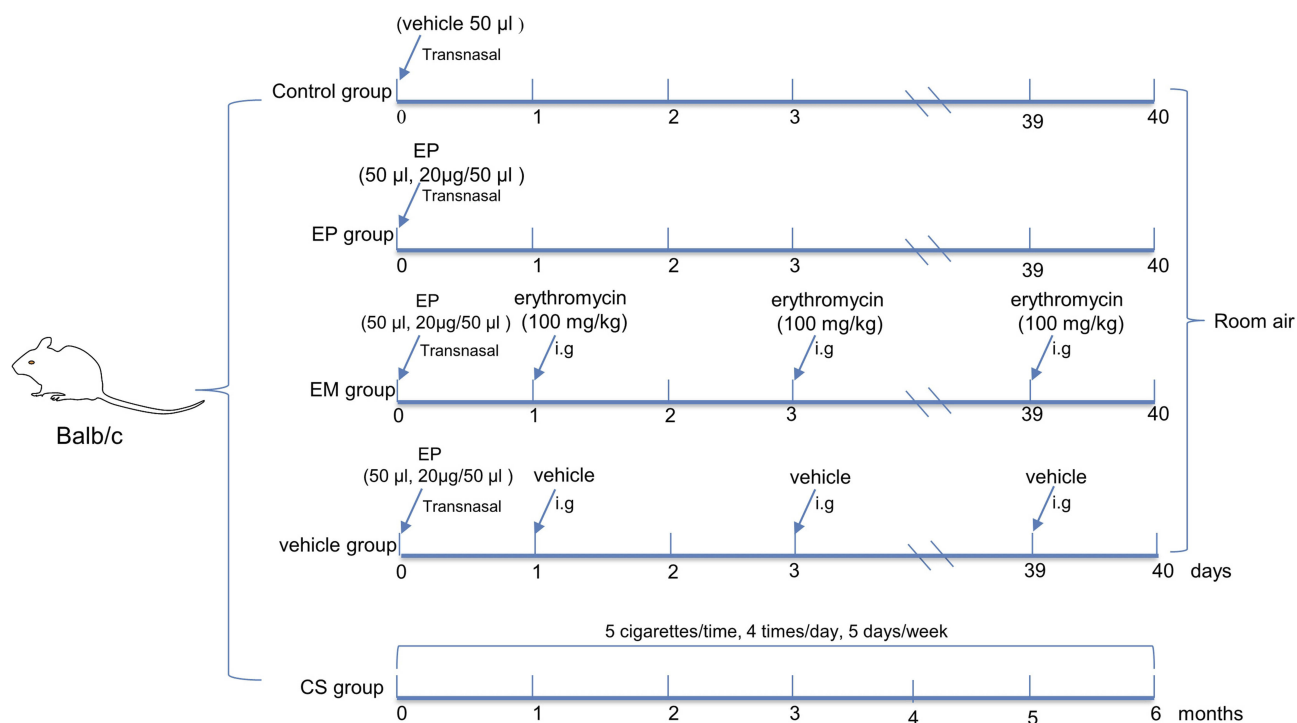 (vehicle 50 µl )
Transnasal
Control group
0 1 2 3 39 40
EP
(50 µl, 20µg/50 µl )
Transnasal
EP group
0 1 2 3 39 40
EP
(50 µl, 20µg/50 µl )
Transnasal
erythromycin
(100 mg/kg)
i.g
erythromycin
(100 mg/kg)
i.g
erythromycin
(100 mg/kg)
i.g
EM group
0 1 2 3 39 40
Room air
Balb/c
EP
(50 µl, 20µg/50 µl )
Transnasal
vehicle
i.g
vehicle
i.g
vehicle
i.g
vehicle group
0 1 2 3 39 40 days
5 cigarettes/time, 4 times/day, 5 days/week
CS group
0 1 2 3 4 5 6 months